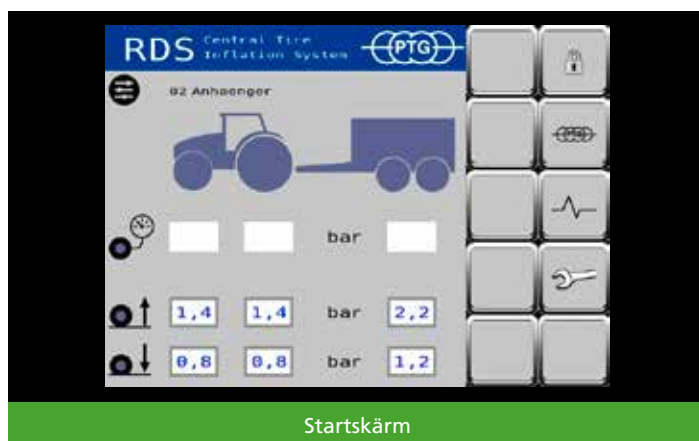 RDS Central Tire Inflation System PTG
02 Anhaenger
bar
1,4 1,4 bar 2,2
0,8 0,8 bar 1,2
Startskärm